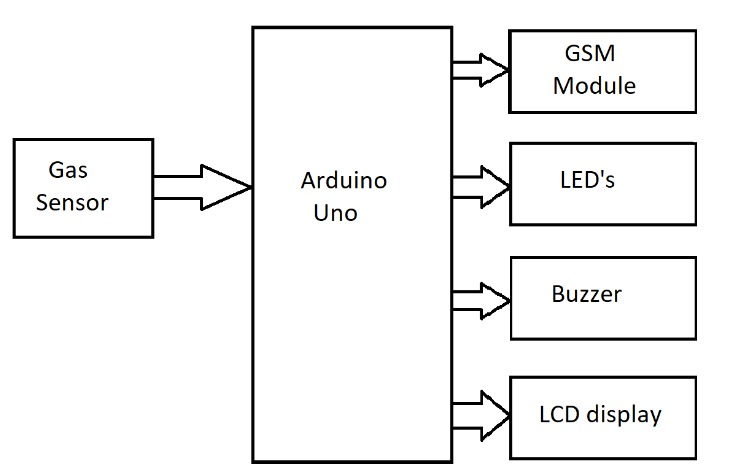 Gas
Sensor
Arduino
Uno
GSM
Module
LED's
Buzzer
LCD display